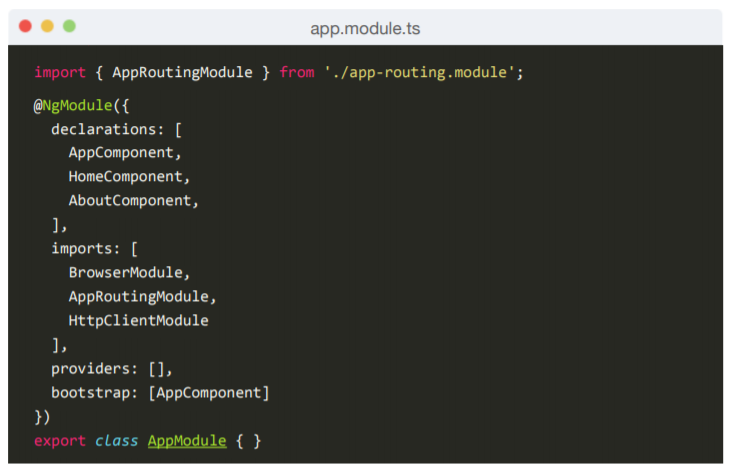 app.module.ts
import { AppRoutingModule } from './app-routing.module';
@NgModule({
  declarations: [
    AppComponent,
    HomeComponent,
    AboutComponent,
  ],
  imports: [
    BrowserModule,
    AppRoutingModule,
    HttpClientModule
  ],
  providers: [],
  bootstrap: [AppComponent]
})
export class AppModule { }